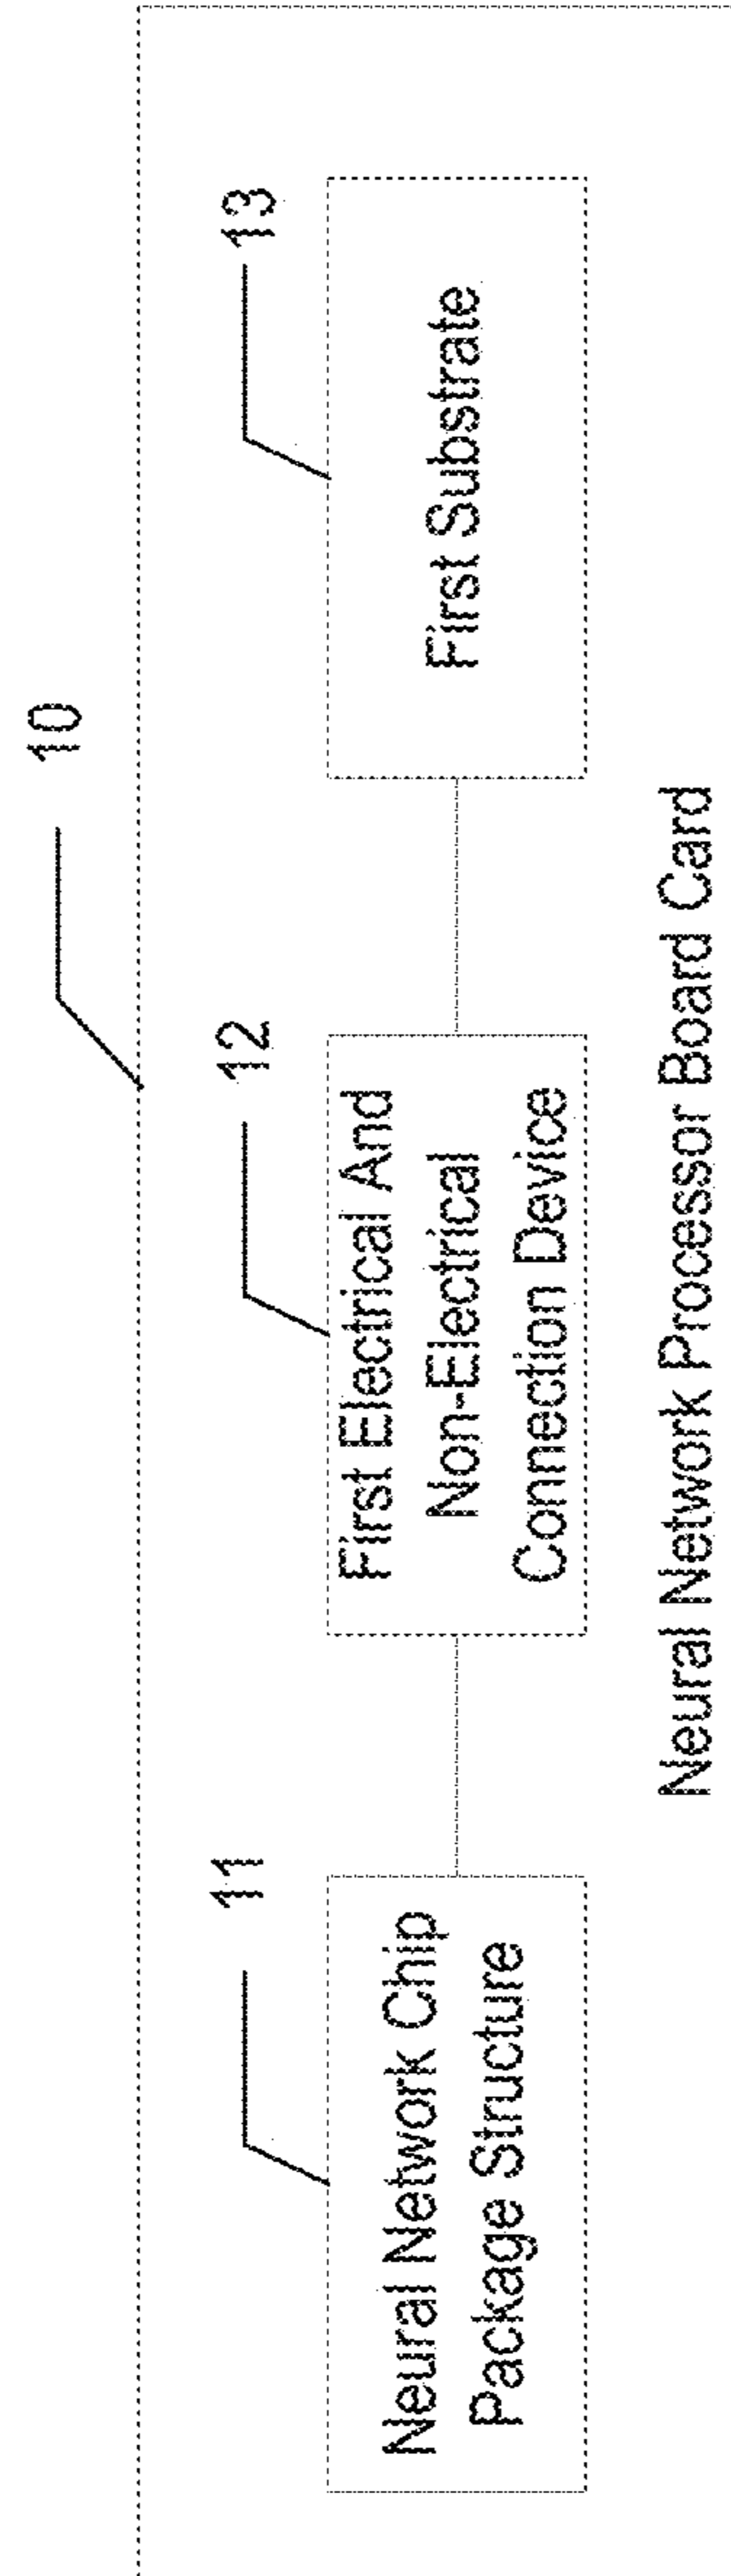 10
11
12
13
Neural Network Chip
Package Structure
First Electrical And
Non-Electrical
Connection Device
First Substrate
Neural Network Processor Board Card